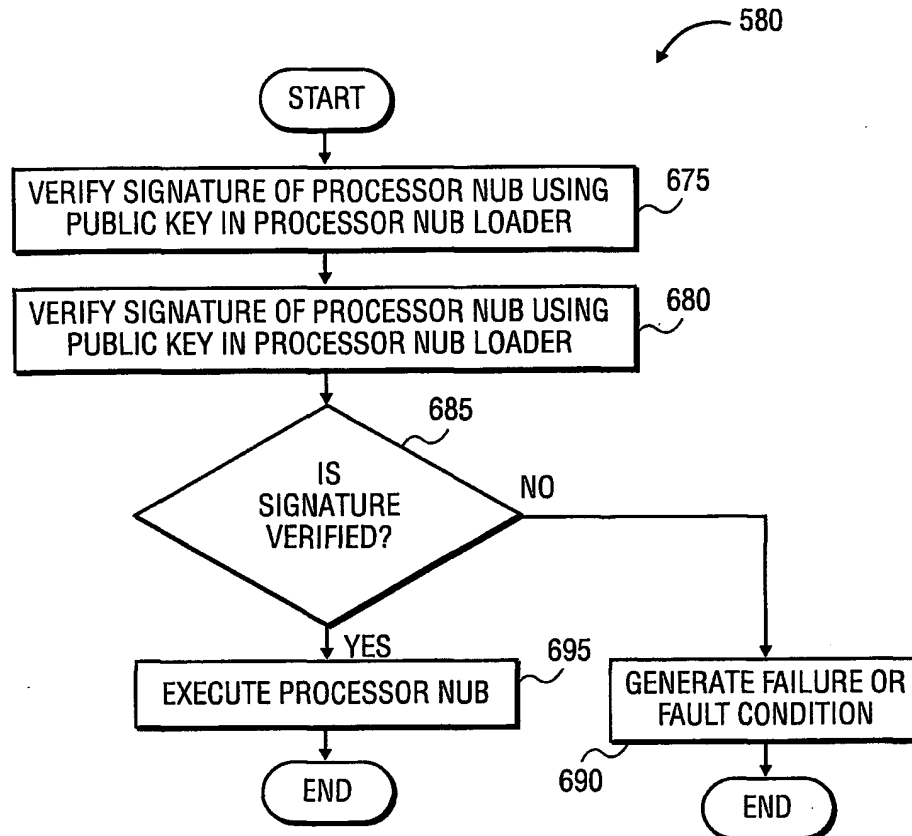 580
START
VERIFY SIGNATURE OF PROCESSOR NUB USING
PUBLIC KEY IN PROCESSOR NUB LOADER
675
VERIFY SIGNATURE OF PROCESSOR NUB USING
PUBLIC KEY IN PROCESSOR NUB LOADER
680
685
IS
SIGNATURE
VERIFIED?
NO
YES
EXECUTE PROCESSOR NUB
695
GENERATE FAILURE OR
FAULT CONDITION
690
END
END